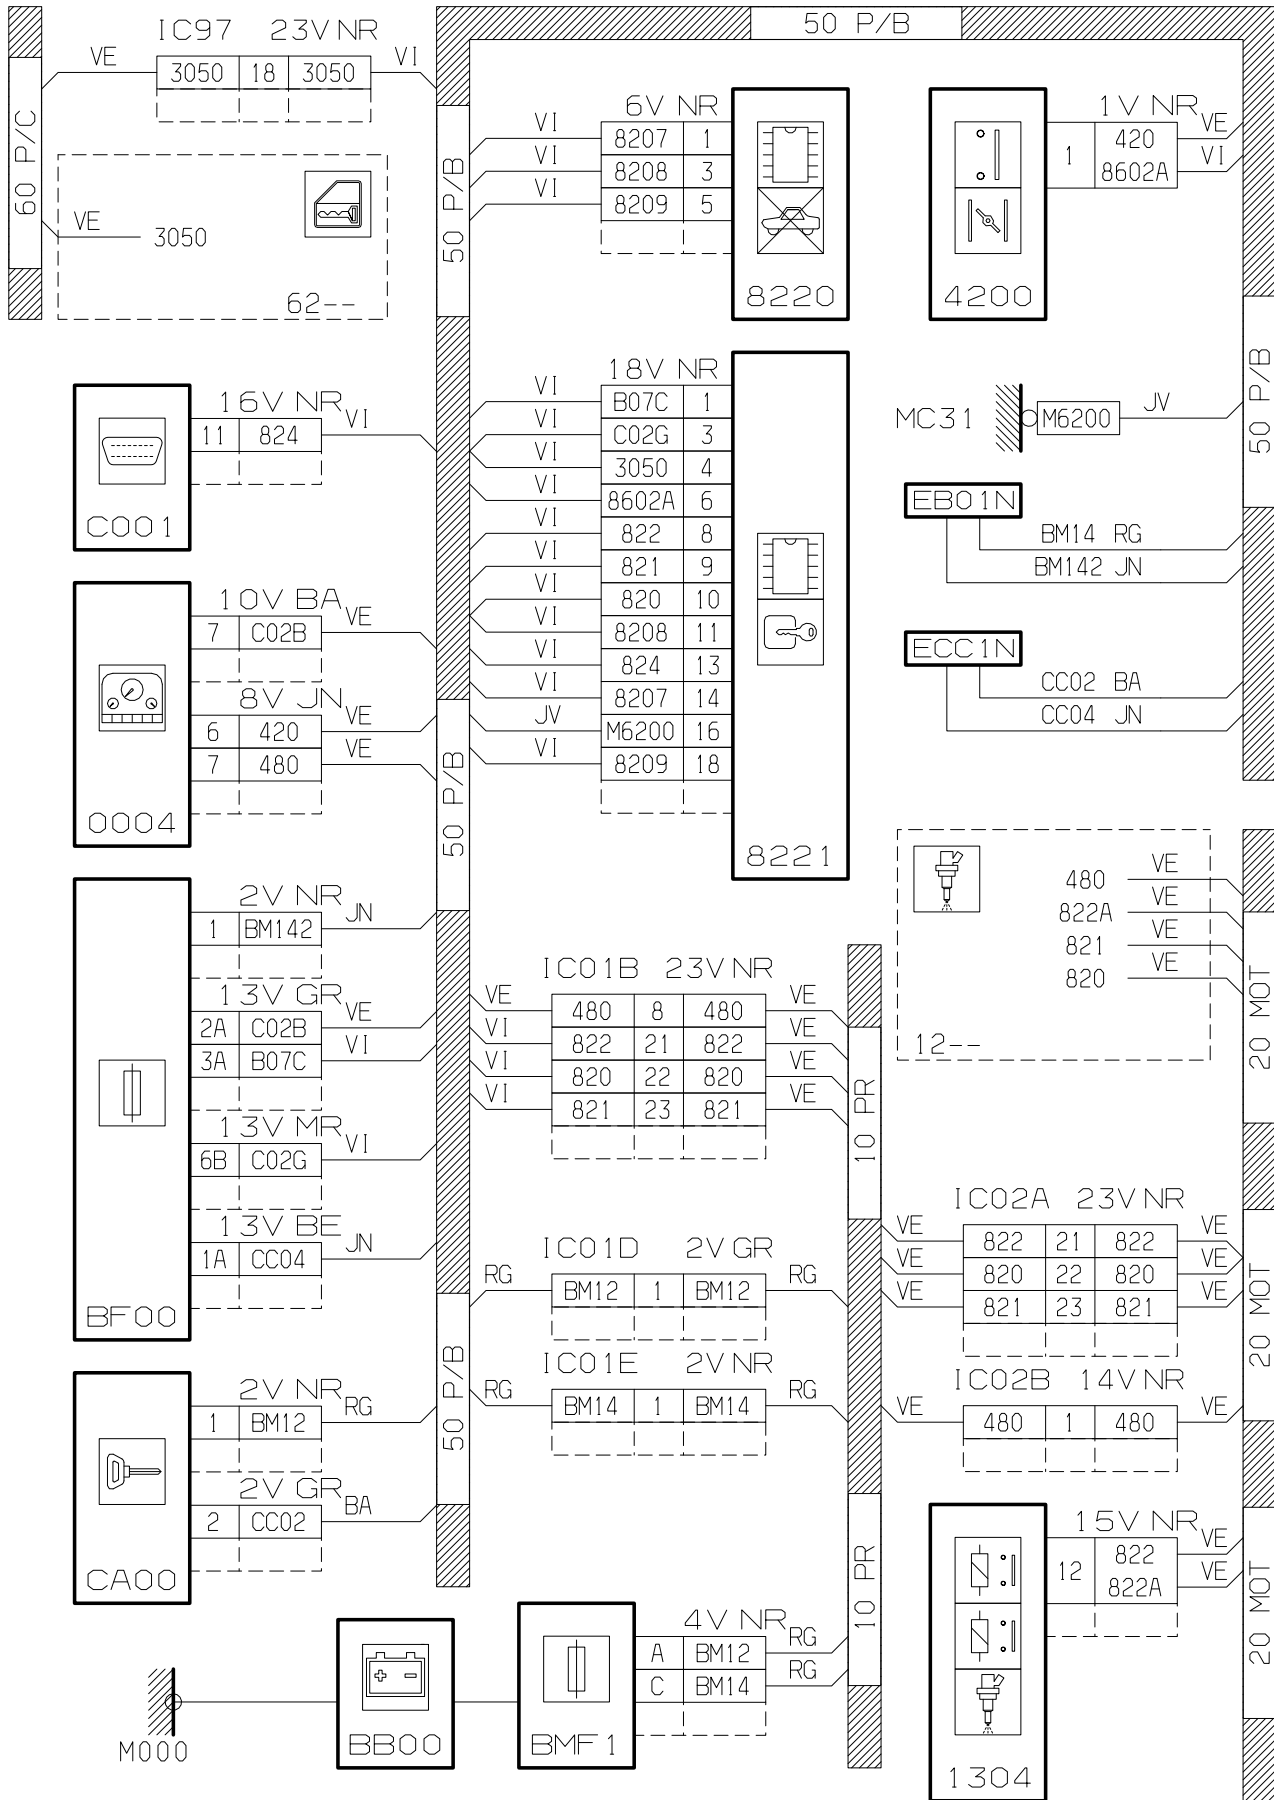 IC97 23V NR
VE 3050 18 3050 VI
60 P/C
VE 3050
62--
50 P/B
50 P/B
6V NR
VI 8207 1
VI 8208 3
VI 8209 5
8220
1V NR
1 420 VE
8602A VI
4200
16V NR
11 824 VI
C001
18V NR
VI B07C 1
VI C02G 3
VI 3050 4
VI 8602A 6
VI 822 8
VI 821 9
VI 820 10
VI 8208 11
VI 824 13
VI 8207 14
JV M6200 16
VI 8209 18
8221
MC31 M6200 JV
50 P/B
EB01N
BM14 RG
BM142 JN
ECC1N
CC02 BA
CC04 JN
10V BA
7 C02B VE
8V JN
6 420 VE
7 480 VE
0004
50 P/B
2V NR
1 BM142 JN
13V GR
2A C02B VE
3A B07C VI
13V MR
6B C02G VI
13V BE
1A CC04 JN
BF00
480 VE
822A VE
821 VE
820 VE
12--
20 MOT
IC01B 23V NR
VE 480 8 480 VE
VI 822 21 822 VE
VI 820 22 820 VE
VI 821 23 821 VE
10 PR
IC02A 23V NR
VE 822 21 822 VE
VE 820 22 820 VE
VE 821 23 821 VE
20 MOT
IC01D 2V GR
RG BM12 1 BM12 RG
IC01E 2V NR
RG BM14 1 BM14 RG
50 P/B
IC02B 14V NR
VE 480 1 480 VE
2V NR
1 BM12 RG
2V GR
2 CC02 BA
CA00
10 PR
15V NR
12 822 VE
822A VE
1304
20 MOT
4V NR
A BM12 RG
C BM14 RG
BMF1
BB00
M000